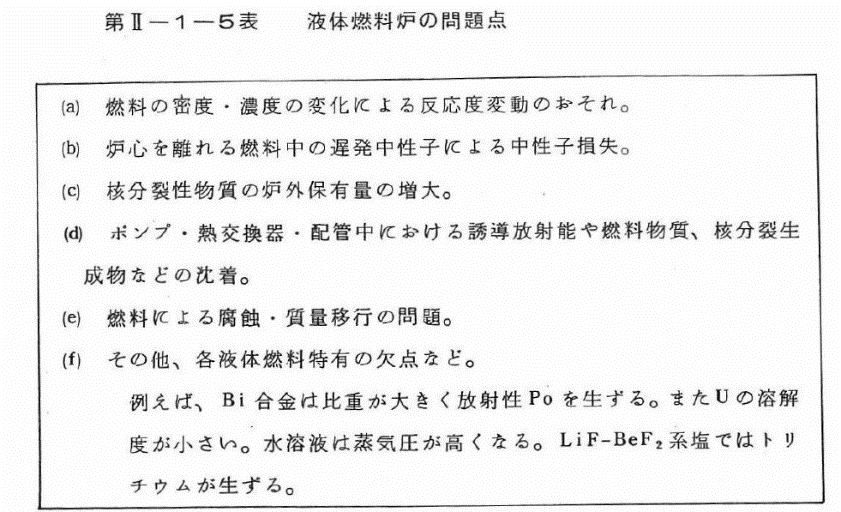 第Ⅱ－1－5表　液体燃料炉の問題点
(a) 燃料の密度・濃度の変化による反応度変動のおそれ。
(b) 炉心を離れる燃料中の遅発中性子による中性子損失。
(c) 核分裂性物質の炉外保有量の増大。
(d) ポンプ・熱交換器・配管中における誘導放射能や燃料物質、核分裂生
成物などの沈着。
(e) 燃料による腐蝕・質量移行の問題。
(f) その他、各液体燃料特有の欠点など。
例えば、Bi合金は比重が大きく放射性Poを生ずる。またUの溶解
度が小さい。水溶液は蒸気圧が高くなる。LiF-BeF₂系塩ではトリ
チウムが生ずる。